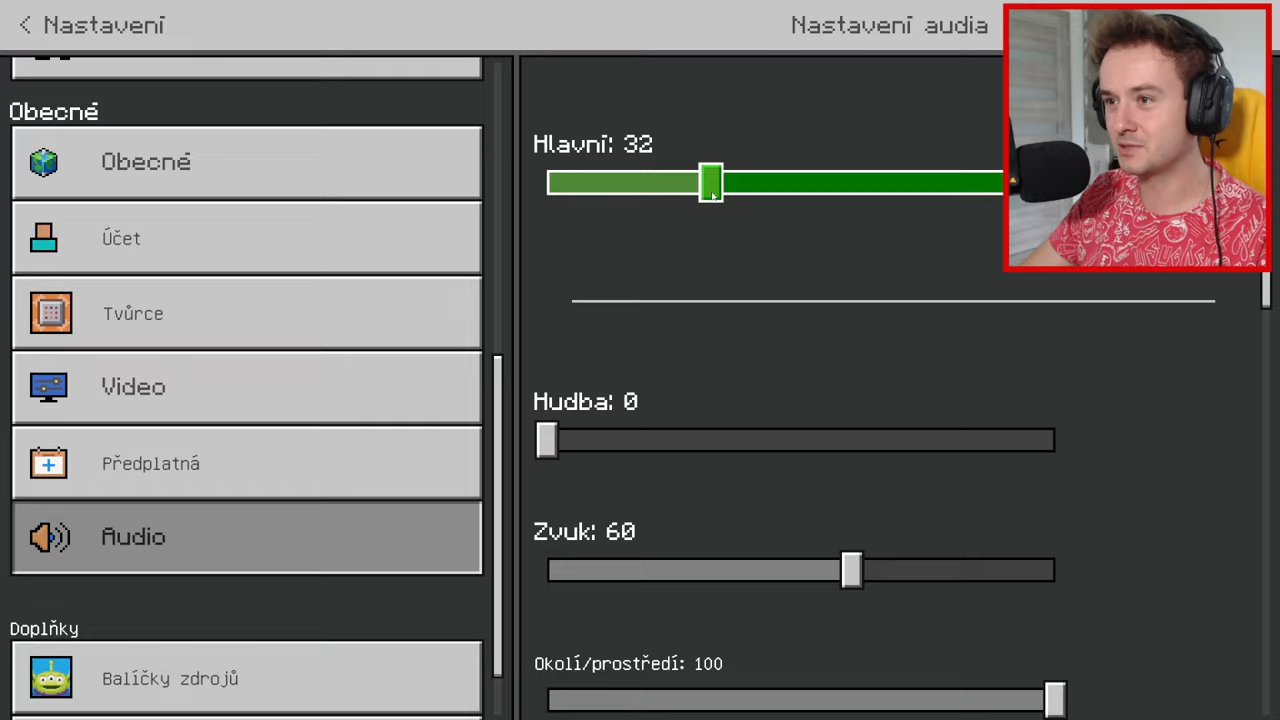 Nastavení
Nastavení audia
Obecné
Obecné
Účet
Tvůrce
Video
Předplatná
Audio
Doplňky
Balíčky zdrojů
Hlavní: 32
Hudba: 0
Zvuk: 60
Okolí/prostředí: 100